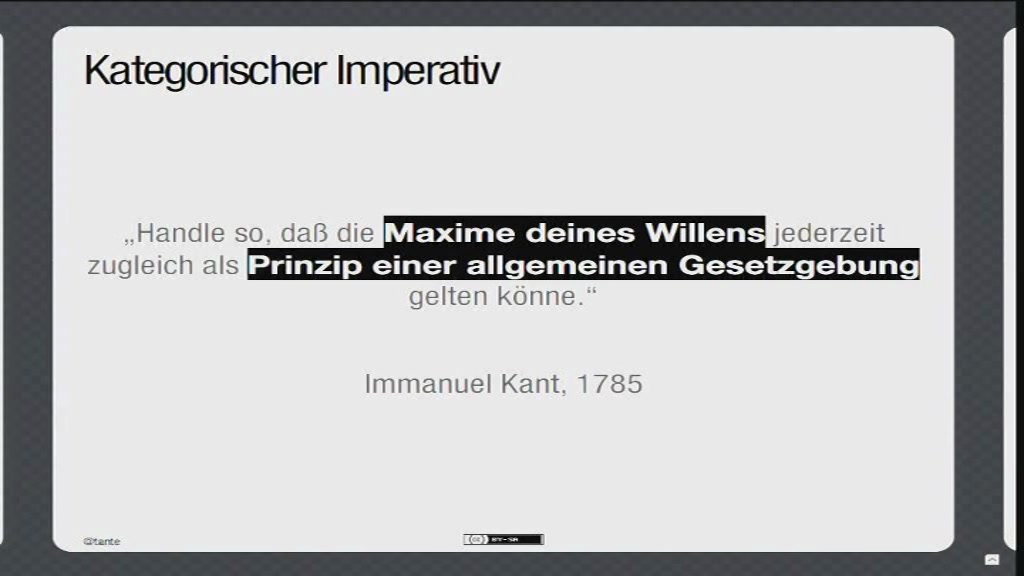 Kategorischer Imperativ
„Handle so, daß die Maxime deines Willens jederzeit
zugleich als Prinzip einer allgemeinen Gesetzgebung
gelten könne.“
Immanuel Kant, 1785
@tante
(cc) BY-SA